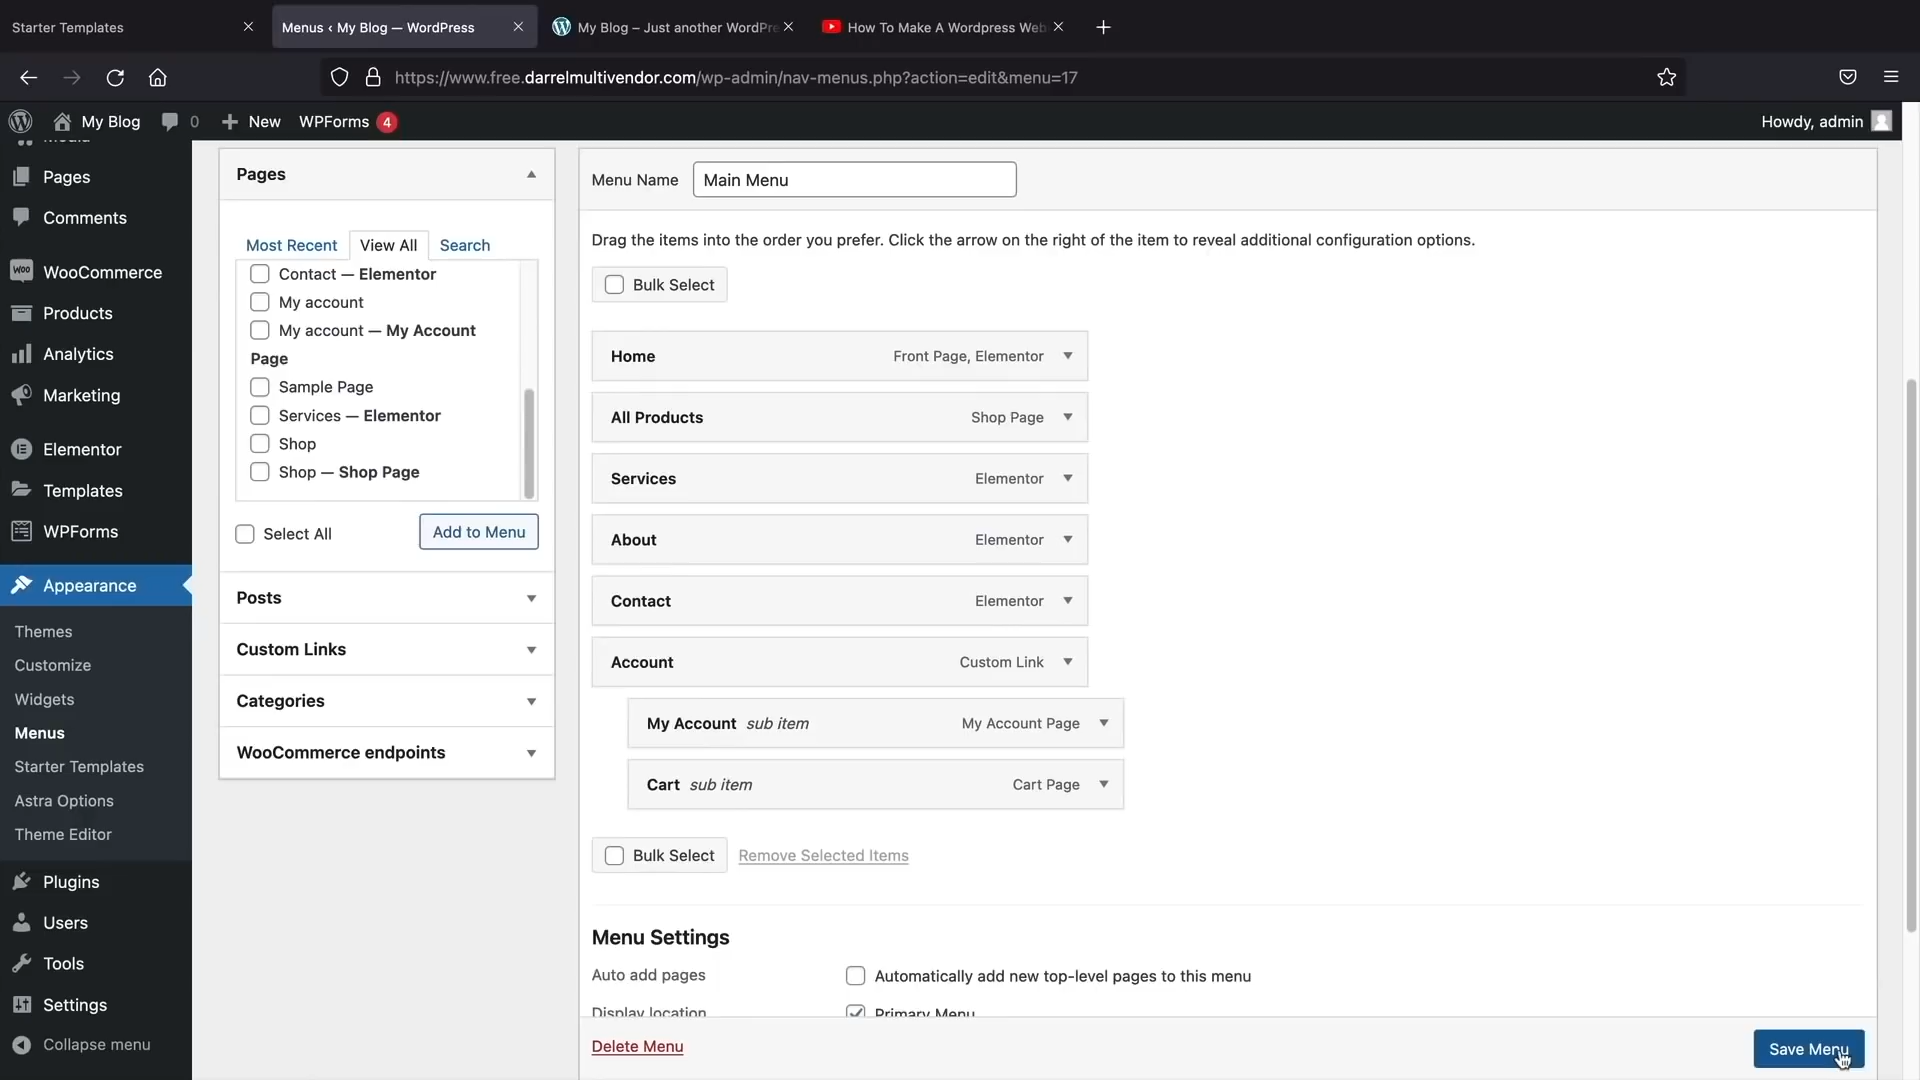 Starter Templates
Menus ‹ My Blog — WordPress
My Blog – Just another WordPre
How To Make A Wordpress Web
https://www.free.darrelmultivendor.com/wp-admin/nav-menus.php?action=edit&menu=17
My Blog
0
New
WPForms 4
Howdy, admin
Media
Pages
Comments
WooCommerce
Products
Analytics
Marketing
Elementor
Templates
WPForms
Appearance
Themes
Customize
Widgets
Menus
Starter Templates
Astra Options
Theme Editor
Plugins
Users
Tools
Settings
Collapse menu
Pages
Most Recent
View All
Search
Contact — Elementor
My account
My account — My Account
Page
Sample Page
Services — Elementor
Shop
Shop — Shop Page
Select All
Add to Menu
Posts
Custom Links
Categories
WooCommerce endpoints
Menu Name
Main Menu
Drag the items into the order you prefer. Click the arrow on the right of the item to reveal additional configuration options.
Bulk Select
Home Front Page, Elementor
All Products Shop Page
Services Elementor
About Elementor
Contact Elementor
Account Custom Link
My Account sub item My Account Page
Cart sub item Cart Page
Bulk Select
Remove Selected Items
Menu Settings
Auto add pages
Automatically add new top-level pages to this menu
Display location
Primary Menu
Delete Menu
Save Menu